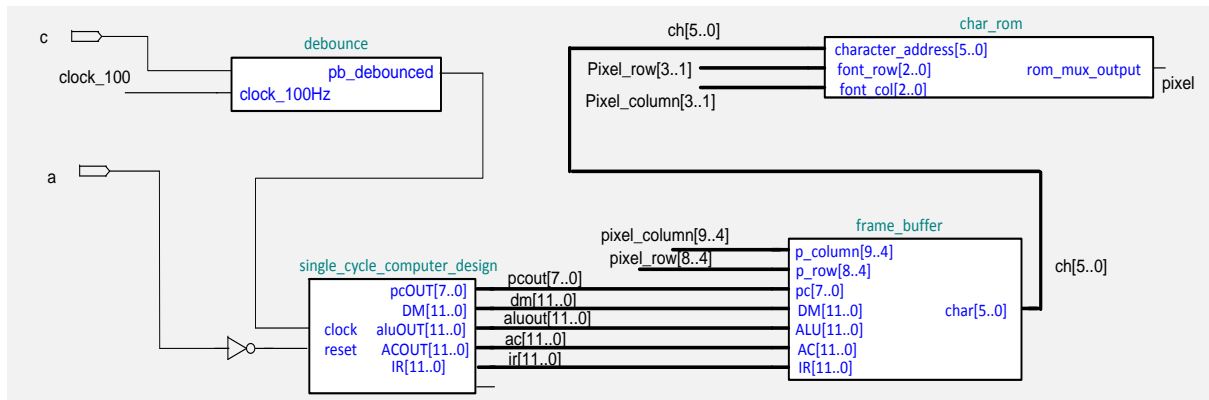 c
debounce
pb_debounced
clock_100
clock_100Hz
a
single_cycle_computer_design
pcOUT[7..0]
DM[11..0]
clock aluOUT[11..0]
reset ACOUT[11..0]
IR[11..0]
pcout[7..0]
dm[11..0]
aluout[11..0]
ac[11..0]
ir[11..0]
pixel_column[9..4]
pixel_row[8..4]
frame_buffer
p_column[9..4]
p_row[8..4]
pc[7..0]
DM[11..0] char[5..0]
ALU[11..0]
AC[11..0]
IR[11..0]
ch[5..0]
ch[5..0]
Pixel_row[3..1]
Pixel_column[3..1]
char_rom
character_address[5..0]
font_row[2..0] rom_mux_output
font_col[2..0]
pixel